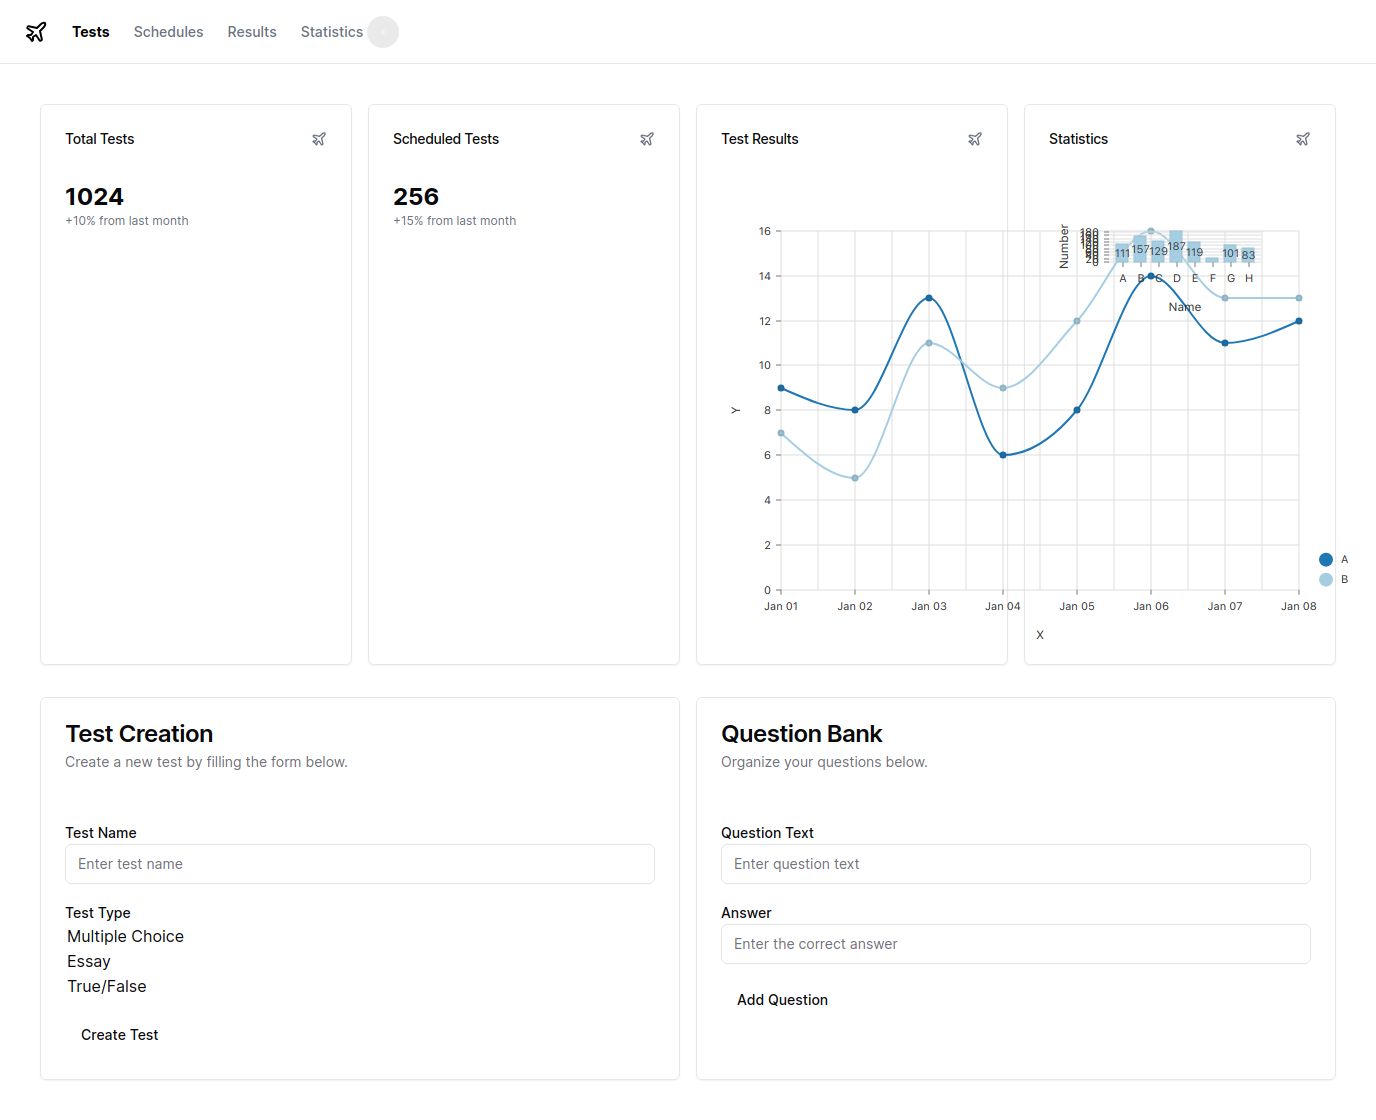 Tests Schedules Results Statistics
Total Tests
1024
+10% from last month
Scheduled Tests
256
+15% from last month
Test Results
Y
16
14
12
10
8
6
4
2
0
Jan 01 Jan 02 Jan 03 Jan 04 Jan 05 Jan 06 Jan 07 Jan 08
X
A
B
Statistics
Number
180
0
111 157 129 187 119 101 83
A B C D E F G H
Name
Test Creation
Create a new test by filling the form below.
Test Name
Enter test name
Test Type
Multiple Choice
Essay
True/False
Create Test
Question Bank
Organize your questions below.
Question Text
Enter question text
Answer
Enter the correct answer
Add Question